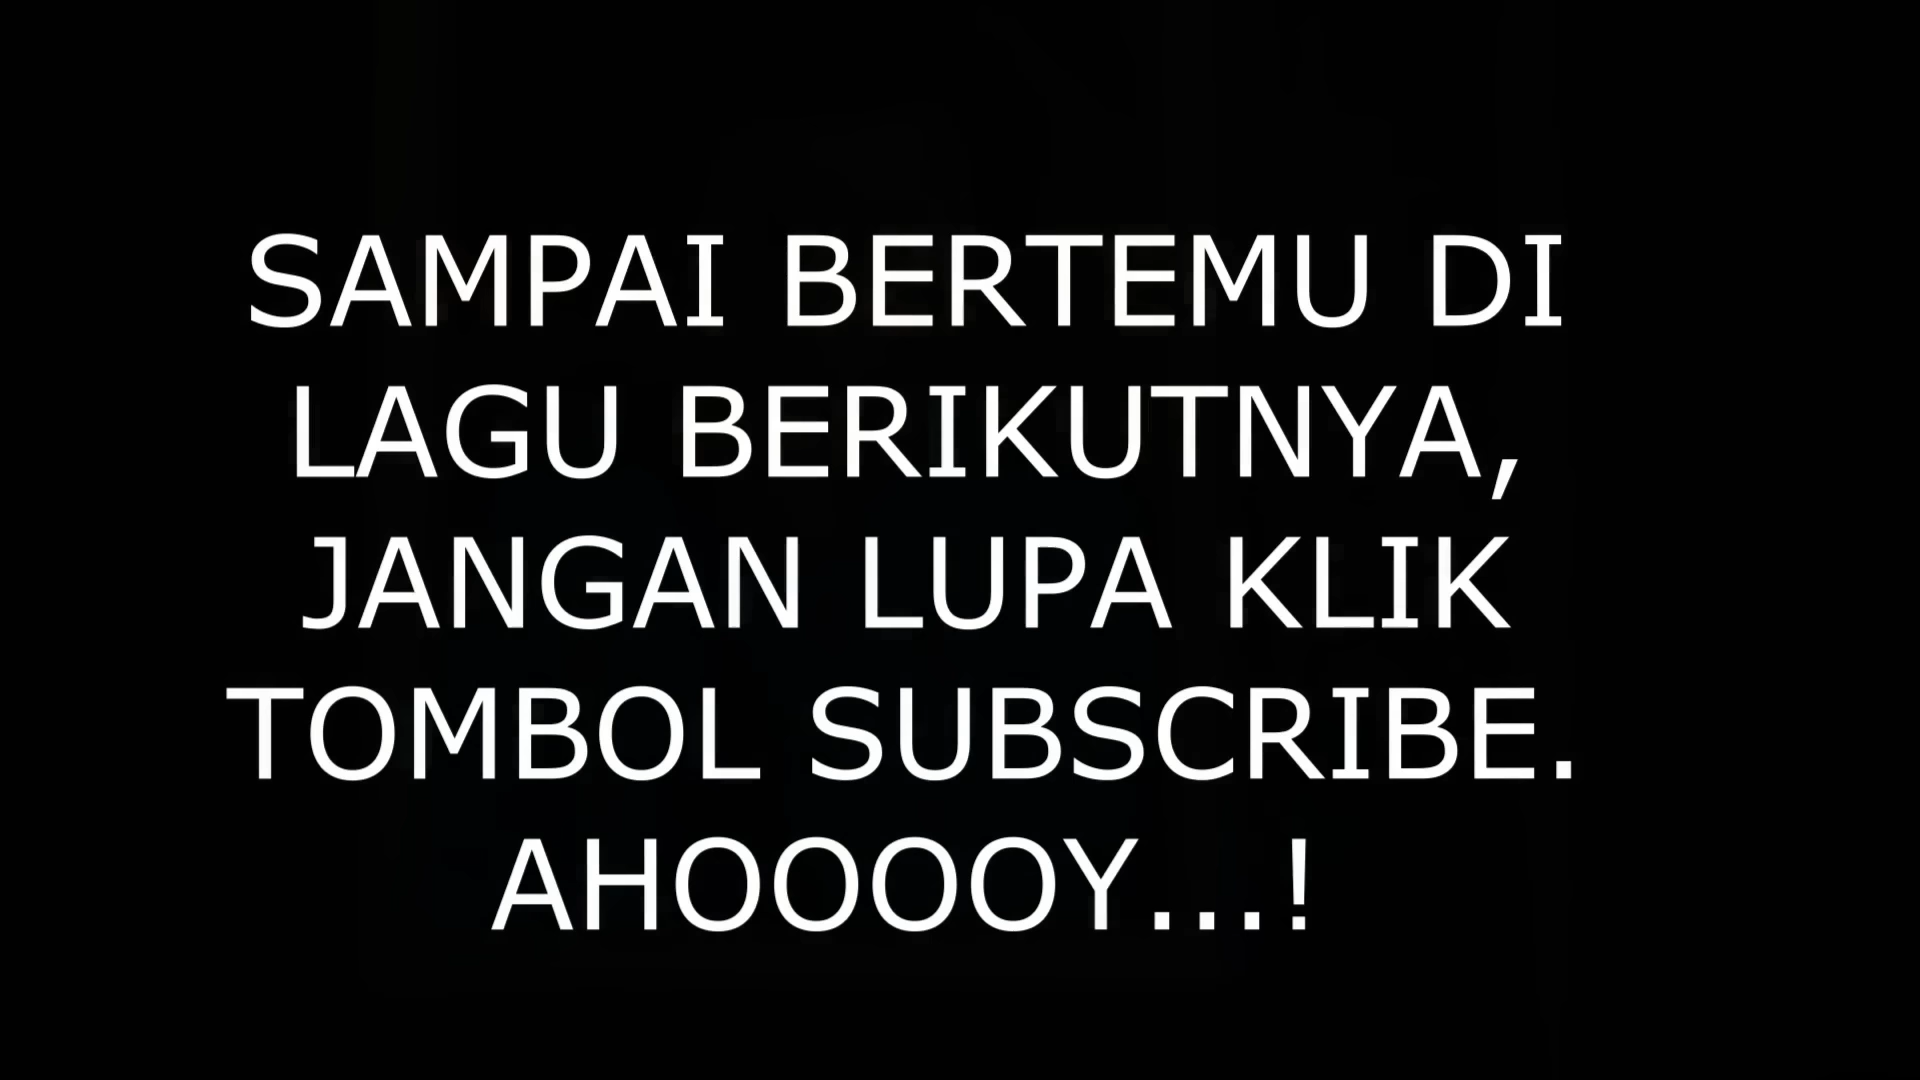 SAMPAI BERTEMU DI
LAGU BERIKUTNYA,
JANGAN LUPA KLIK
TOMBOL SUBSCRIBE.
AHOOOOY...!